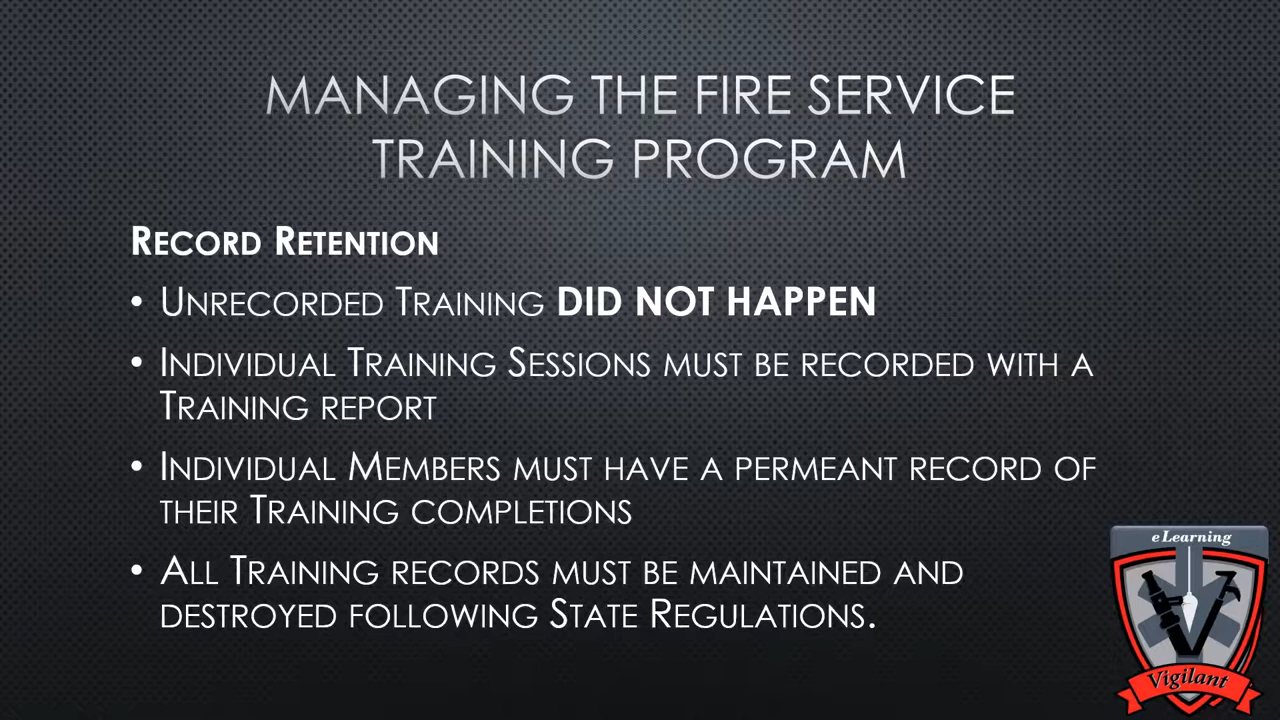 MANAGING THE FIRE SERVICE
TRAINING PROGRAM
RECORD RETENTION
• UNRECORDED TRAINING DID NOT HAPPEN
• INDIVIDUAL TRAINING SESSIONS MUST BE RECORDED WITH A
TRAINING REPORT
• INDIVIDUAL MEMBERS MUST HAVE A PERMEANT RECORD OF
THEIR TRAINING COMPLETIONS
• ALL TRAINING RECORDS MUST BE MAINTAINED AND
DESTROYED FOLLOWING STATE REGULATIONS.
eLearning
V
Vigilant